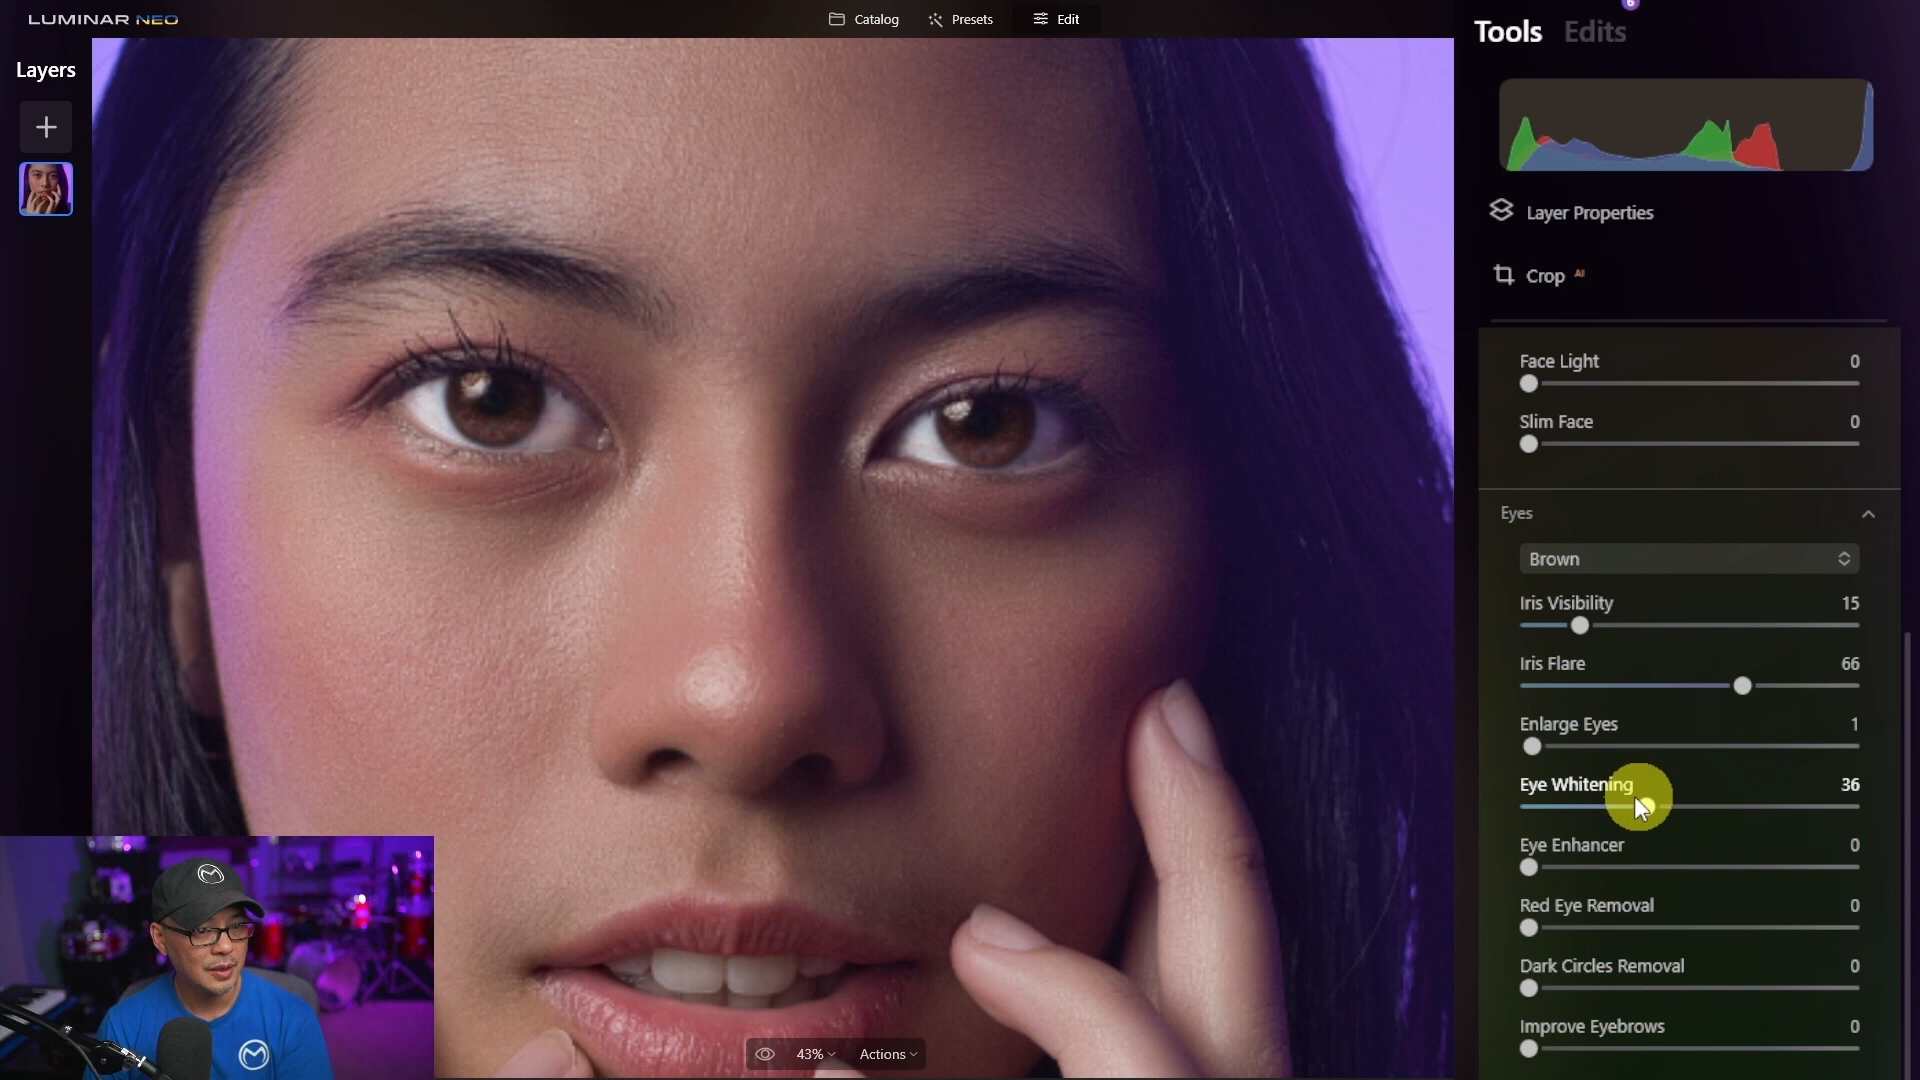 LUMINAR NEO
Catalog
Presets
Edit
Tools
Edits
6
Layers
Layer Properties
Crop AI
Face Light 0
Slim Face 0
Eyes
Brown
Iris Visibility 15
Iris Flare 66
Enlarge Eyes 1
Eye Whitening 36
Eye Enhancer 0
Red Eye Removal 0
Dark Circles Removal 0
Improve Eyebrows 0
43%
Actions